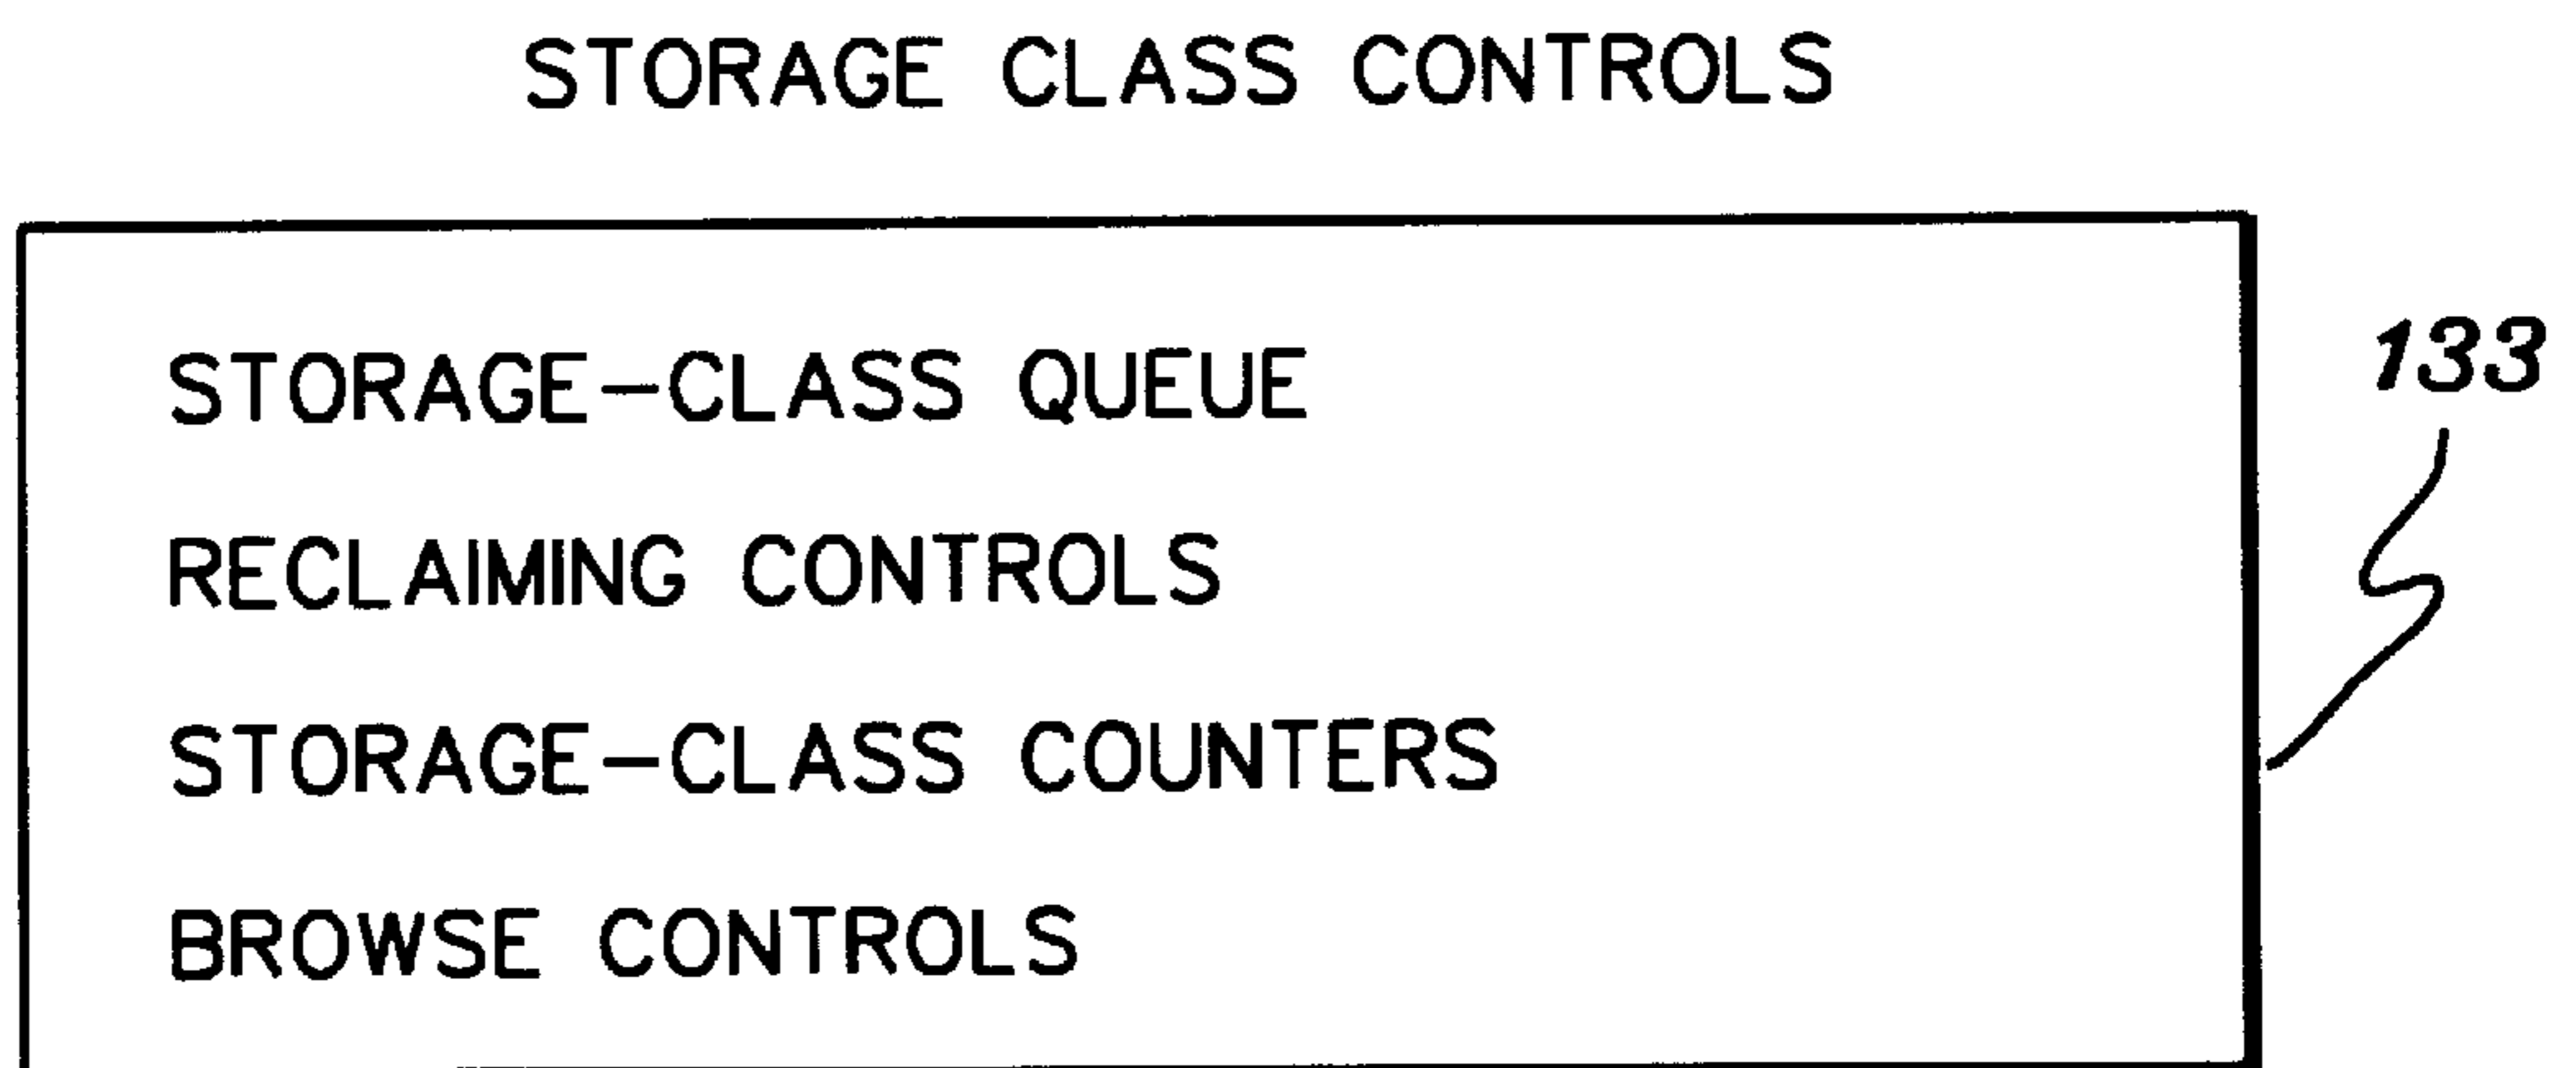 STORAGE CLASS CONTROLS
STORAGE-CLASS QUEUE
133
RECLAIMING CONTROLS
STORAGE-CLASS COUNTERS
BROWSE CONTROLS